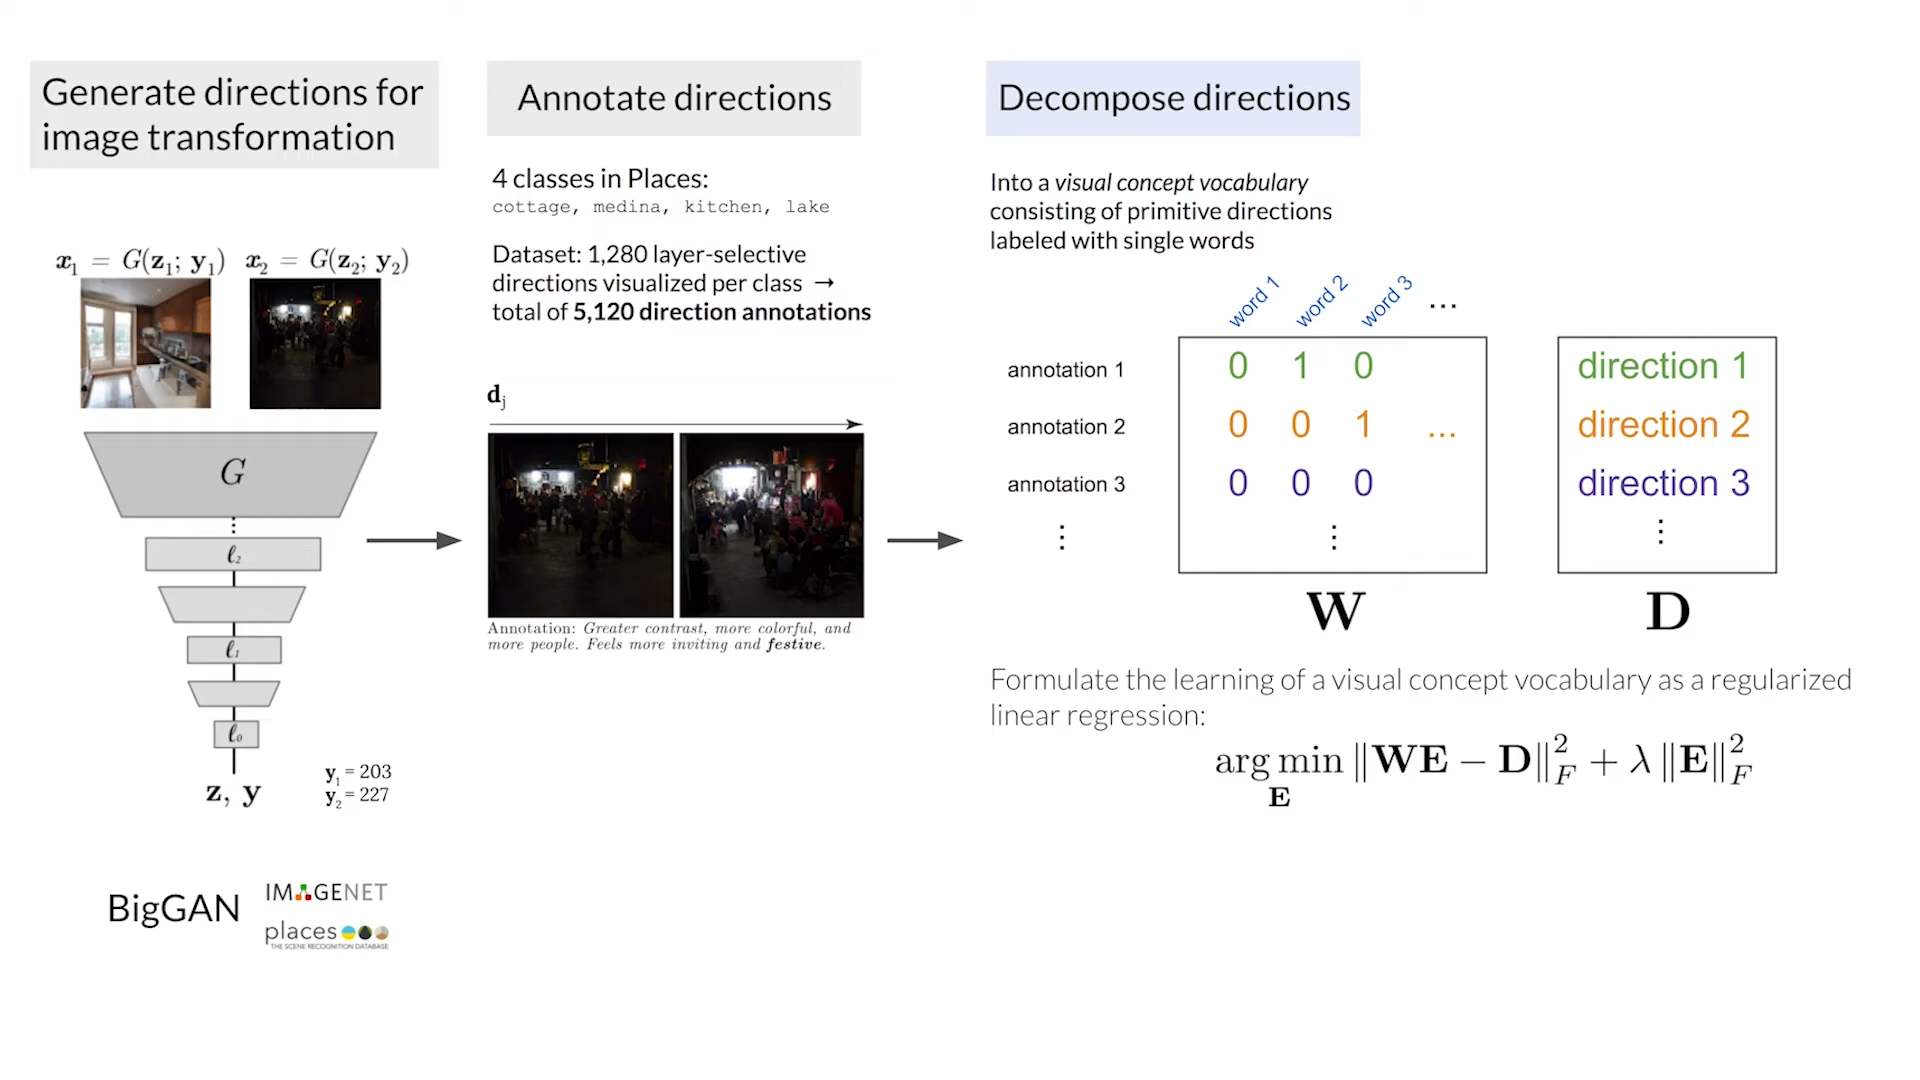 Generate directions for
image transformation
x₁ = G(z₁; y₁) x₂ = G(z₂; y₂)
G
⋮
ℓ₂
ℓ₁
ℓ₀
z, y
y₁ = 203
y₂ = 227
BigGAN
IMAGENET
places
THE SCENE RECOGNITION DATABASE
Annotate directions
4 classes in Places:
cottage, medina, kitchen, lake
Dataset: 1,280 layer-selective
directions visualized per class →
total of 5,120 direction annotations
dⱼ
Annotation: Greater contrast, more colorful, and
more people. Feels more inviting and festive.
Decompose directions
Into a visual concept vocabulary
consisting of primitive directions
labeled with single words
word 1 word 2 word 3 ...
annotation 1 0 1 0 direction 1
annotation 2 0 0 1 ... direction 2
annotation 3 0 0 0 direction 3
⋮ ⋮ ⋮
W D
Formulate the learning of a visual concept vocabulary as a regularized
linear regression:
arg min ‖WE − D‖²_F + λ ‖E‖²_F
E